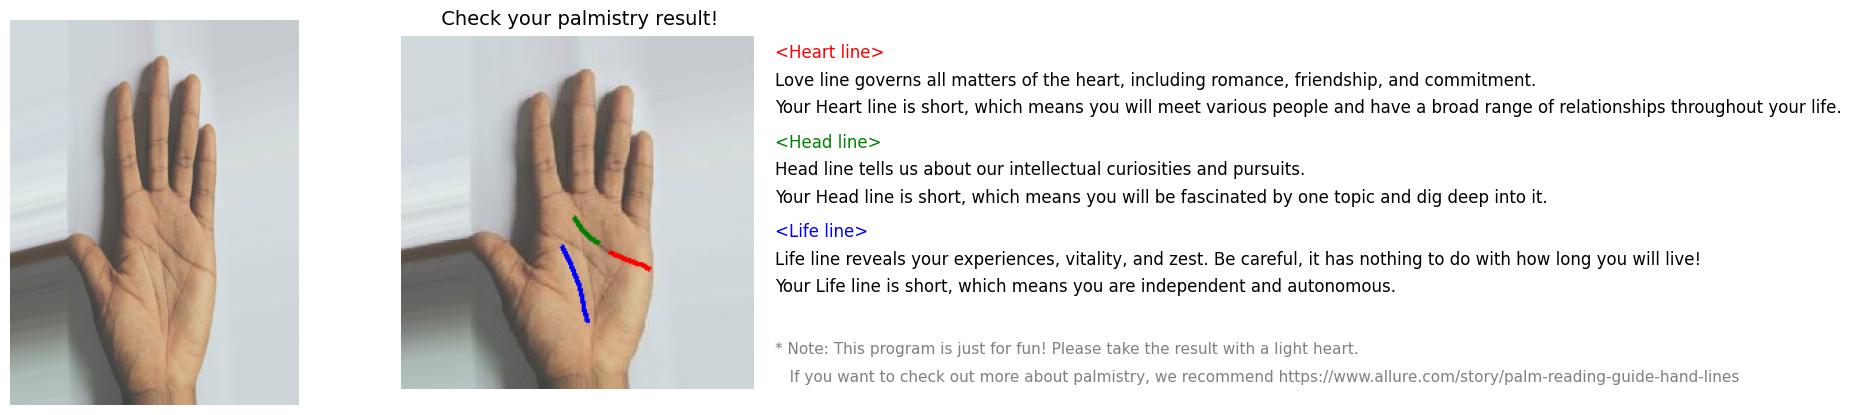 Check your palmistry result!
<Heart line>
Love line governs all matters of the heart, including romance, friendship, and commitment.
Your Heart line is short, which means you will meet various people and have a broad range of relationships throughout your life.
<Head line>
Head line tells us about our intellectual curiosities and pursuits.
Your Head line is short, which means you will be fascinated by one topic and dig deep into it.
<Life line>
Life line reveals your experiences, vitality, and zest. Be careful, it has nothing to do with how long you will live!
Your Life line is short, which means you are independent and autonomous.
* Note: This program is just for fun! Please take the result with a light heart.
If you want to check out more about palmistry, we recommend https://www.allure.com/story/palm-reading-guide-hand-lines